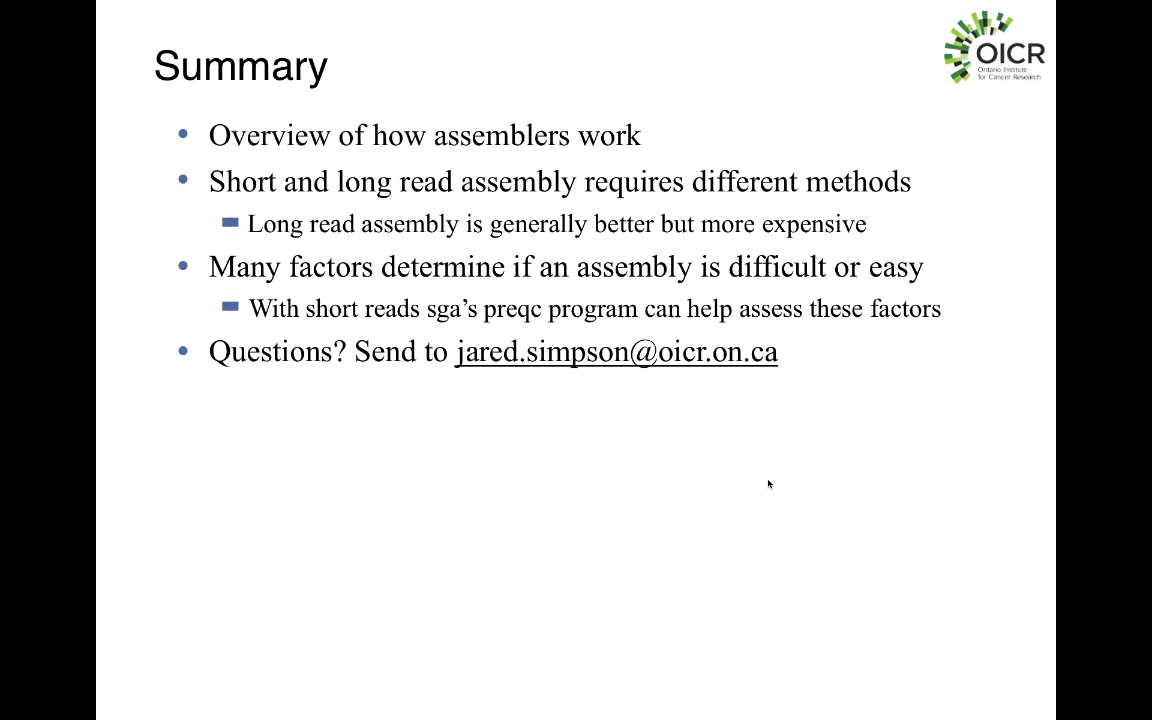 OICR
Ontario Institute
for Cancer Research
Summary
• Overview of how assemblers work
• Short and long read assembly requires different methods
Long read assembly is generally better but more expensive
• Many factors determine if an assembly is difficult or easy
With short reads sga’s preqc program can help assess these factors
• Questions? Send to jared.simpson@oicr.on.ca